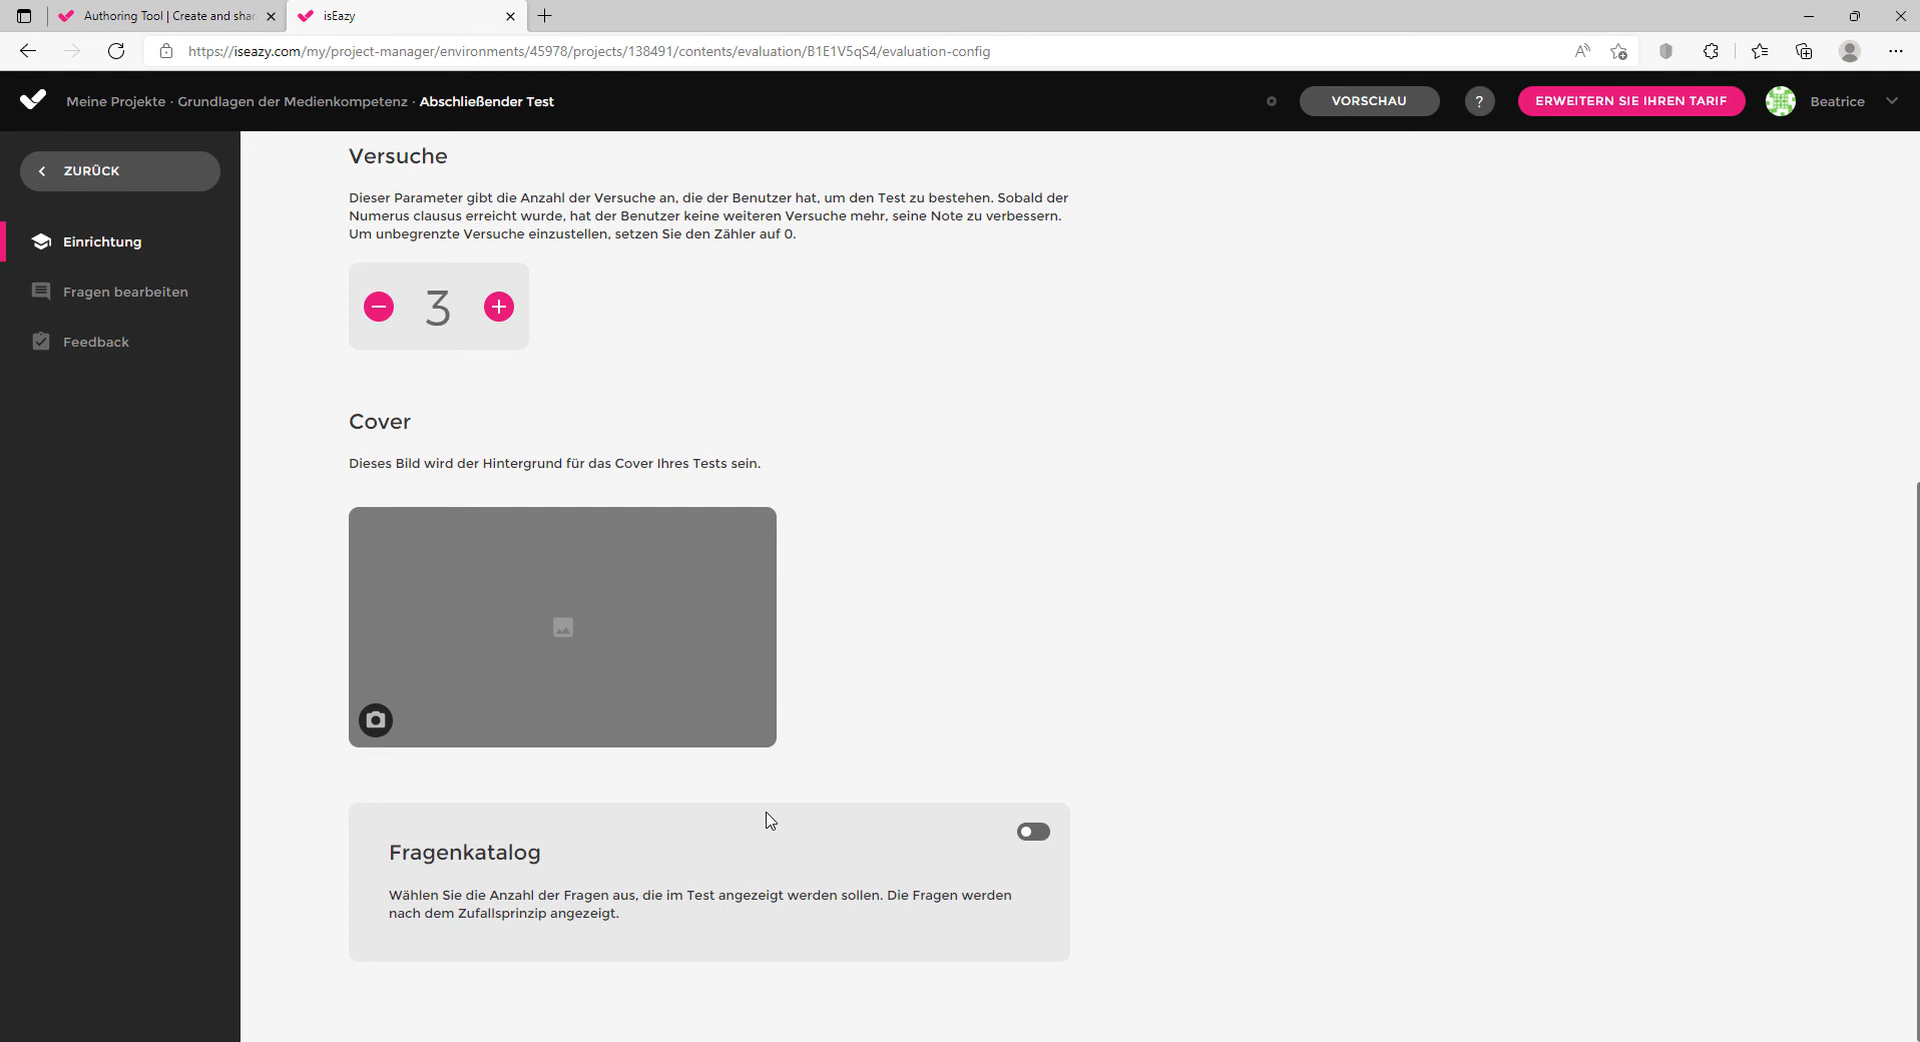 Authoring Tool | Create and shar
isEazy
https://iseazy.com/my/project-manager/environments/45978/projects/138491/contents/evaluation/B1E1V5qS4/evaluation-config
Meine Projekte · Grundlagen der Medienkompetenz · Abschließender Test
VORSCHAU
?
ERWEITERN SIE IHREN TARIF
Beatrice
ZURÜCK
Einrichtung
Fragen bearbeiten
Feedback
Versuche
Dieser Parameter gibt die Anzahl der Versuche an, die der Benutzer hat, um den Test zu bestehen. Sobald der
Numerus clausus erreicht wurde, hat der Benutzer keine weiteren Versuche mehr, seine Note zu verbessern.
Um unbegrenzte Versuche einzustellen, setzen Sie den Zähler auf 0.
3
Cover
Dieses Bild wird der Hintergrund für das Cover Ihres Tests sein.
Fragenkatalog
Wählen Sie die Anzahl der Fragen aus, die im Test angezeigt werden sollen. Die Fragen werden
nach dem Zufallsprinzip angezeigt.